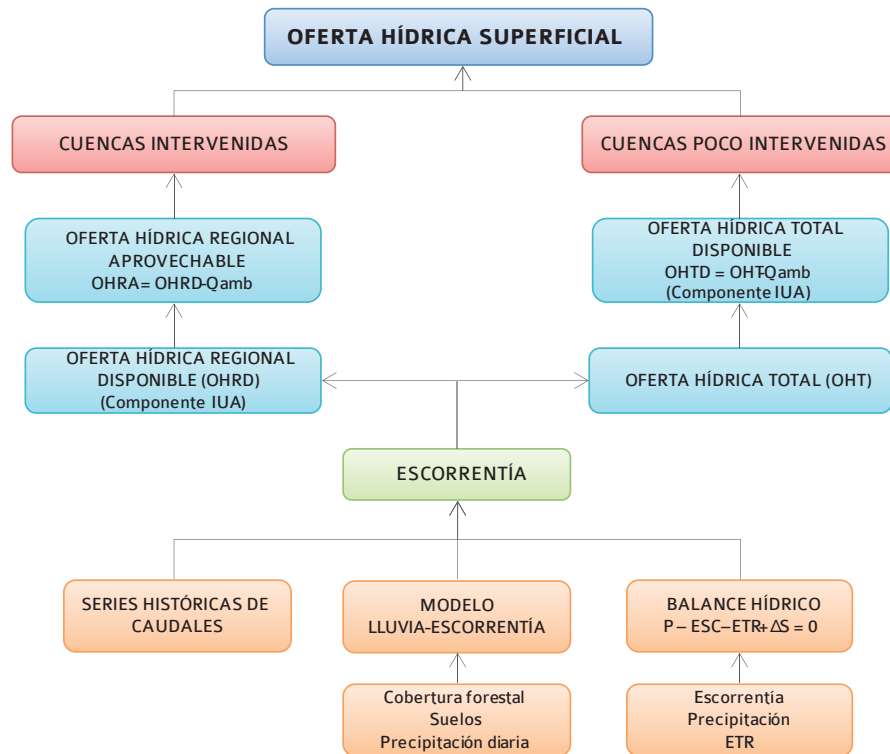 OFERTA HÍDRICA SUPERFICIAL
CUENCAS INTERVENIDAS
CUENCAS POCO INTERVENIDAS
OFERTA HÍDRICA REGIONAL
APROVECHABLE
OHRA= OHRD-Qamb
OFERTA HÍDRICA TOTAL
DISPONIBLE
OHTD = OHT-Qamb
(Componente IUA)
OFERTA HÍDRICA REGIONAL
DISPONIBLE (OHRD)
(Componente IUA)
OFERTA HÍDRICA TOTAL (OHT)
ESCORRENTÍA
SERIES HISTÓRICAS DE
CAUDALES
MODELO
LLUVIA-ESCORRENTÍA
BALANCE HÍDRICO
P – ESC–ETR+ΔS = 0
Cobertura forestal
Suelos
Precipitación diaria
Escorrentía
Precipitación
ETR